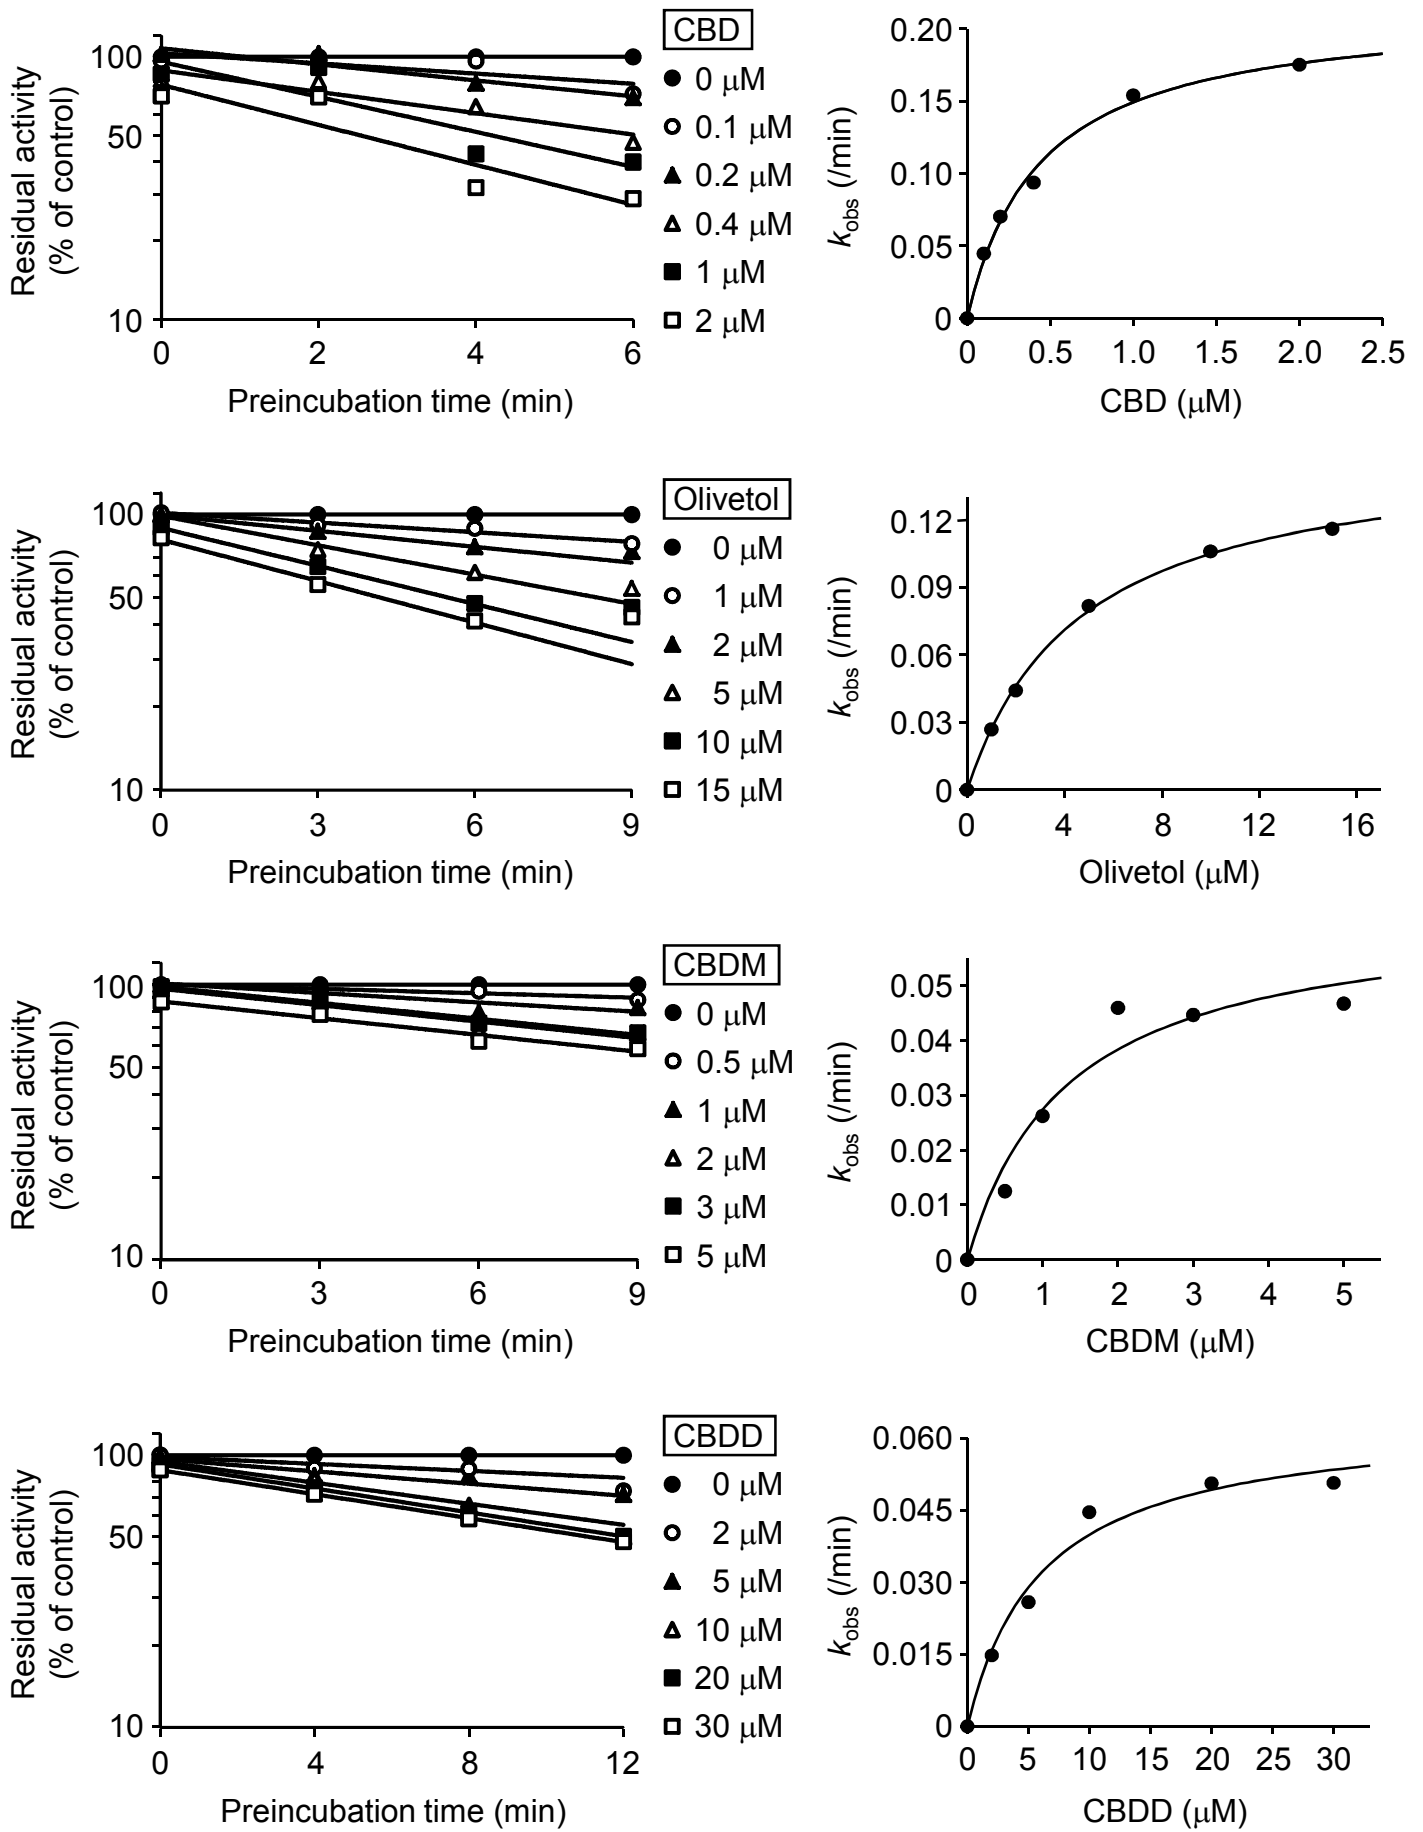 CBD
0 μM
0.1 μM
0.2 μM
0.4 μM
1 μM
2 μM
Residual activity
(% of control)
100
50
10
0 2 4 6
Preincubation time (min)
kobs (/min)
0.20
0.15
0.10
0.05
0
0 0.5 1.0 1.5 2.0 2.5
CBD (μM)
Olivetol
0 μM
1 μM
2 μM
5 μM
10 μM
15 μM
Residual activity
(% of control)
100
50
10
0 3 6 9
Preincubation time (min)
kobs (/min)
0.12
0.09
0.06
0.03
0
0 4 8 12 16
Olivetol (μM)
CBDM
0 μM
0.5 μM
1 μM
2 μM
3 μM
5 μM
Residual activity
(% of control)
100
50
10
0 3 6 9
Preincubation time (min)
kobs (/min)
0.05
0.04
0.03
0.02
0.01
0
0 1 2 3 4 5
CBDM (μM)
CBDD
0 μM
2 μM
5 μM
10 μM
20 μM
30 μM
Residual activity
(% of control)
100
50
10
0 4 8 12
Preincubation time (min)
kobs (/min)
0.060
0.045
0.030
0.015
0
0 5 10 15 20 25 30
CBDD (μM)